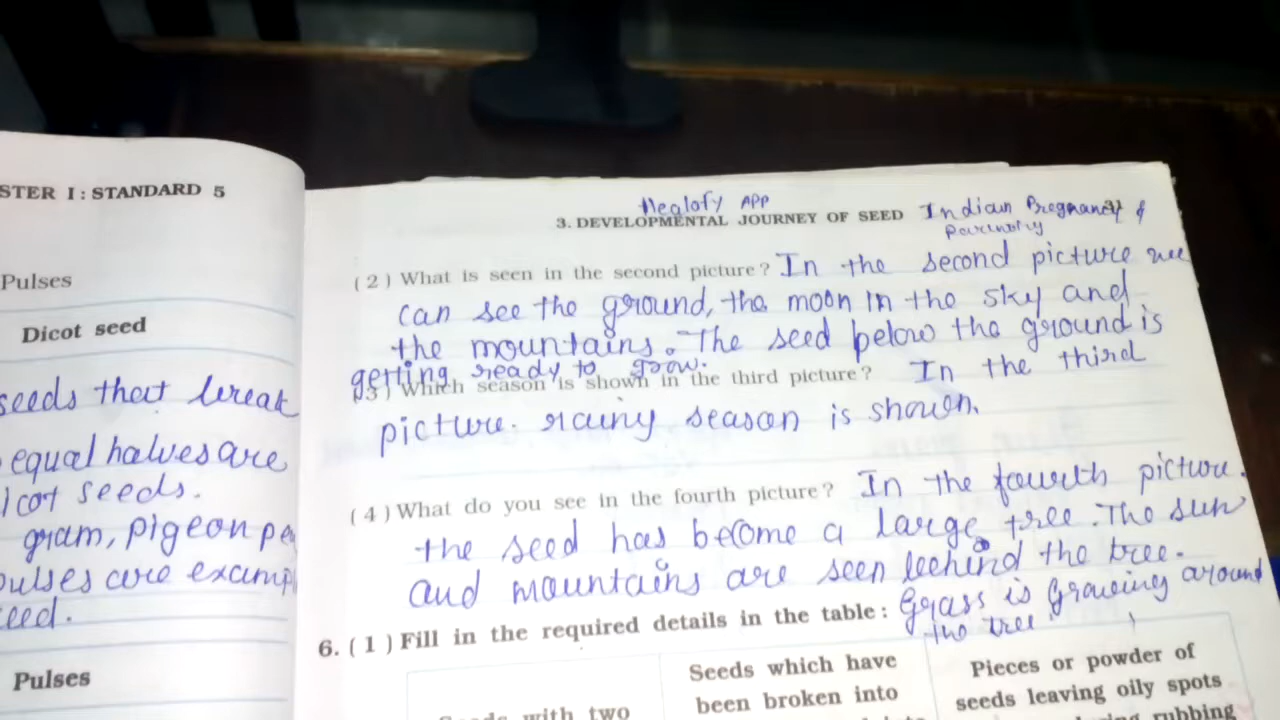 STER I : STANDARD 5
Pulses
Dicot seed
seeds that break
equal halves are
icot seeds.
gram, pigeon pe
pulses are exampl
eed.
Pulses
Healofy APP
3. DEVELOPMENTAL JOURNEY OF SEED Indian Pregnancy &
parenting
( 2 ) What is seen in the second picture ? In the second picture we
can see the ground, the moon in the sky and
the mountains. The seed below the ground is
getting ready to grow.
( 3 ) Which season is shown in the third picture ? In the third
picture. rainy season is shown.
( 4 ) What do you see in the fourth picture ? In the fourth picture.
the seed has become a large tree. The sun
and mountains are seen behind the tree.
6. ( 1 ) Fill in the required details in the table : Grass is growing around
the tree
Seeds which have
been broken into
with two
Pieces or powder of
seeds leaving oily spots
rubbing